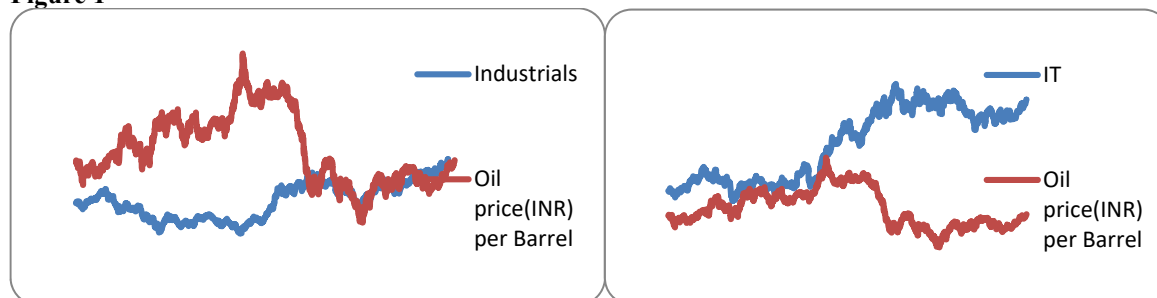 Figure 1
Industrials
Oil
price(INR)
per Barrel
IT
Oil
price(INR)
per Barrel